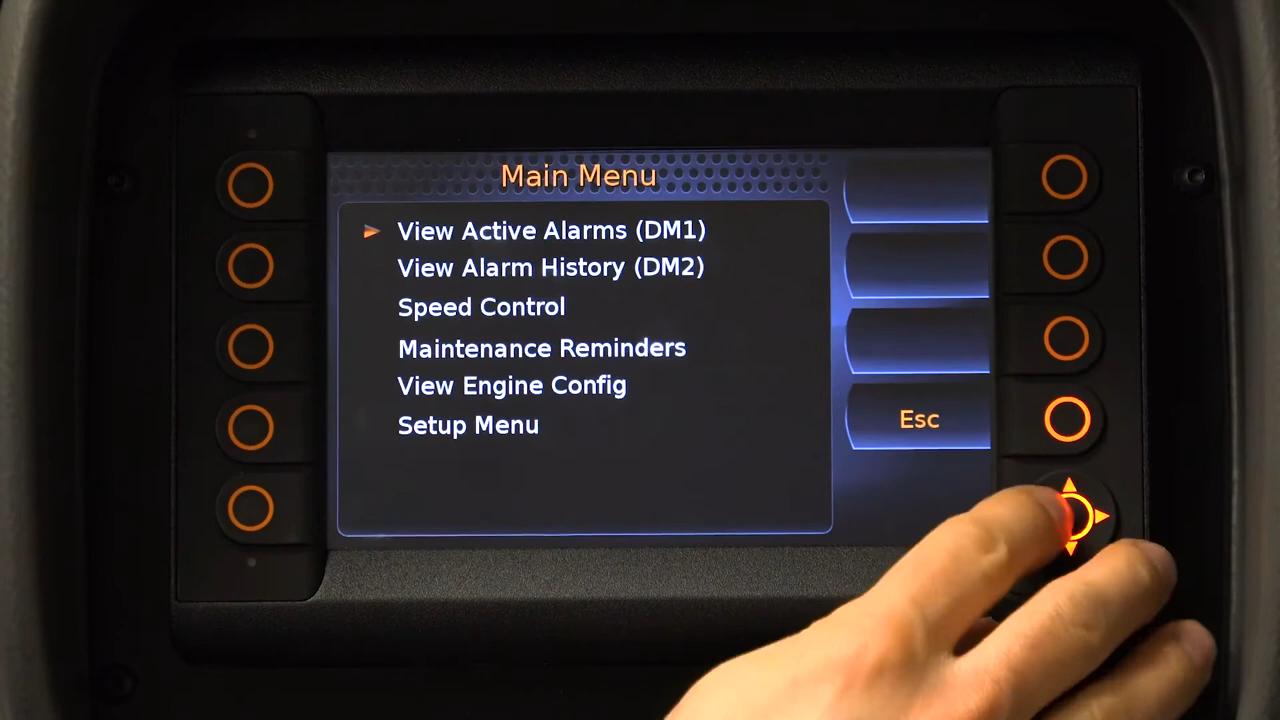 Main Menu
View Active Alarms (DM1)
View Alarm History (DM2)
Speed Control
Maintenance Reminders
View Engine Config
Setup Menu
Esc